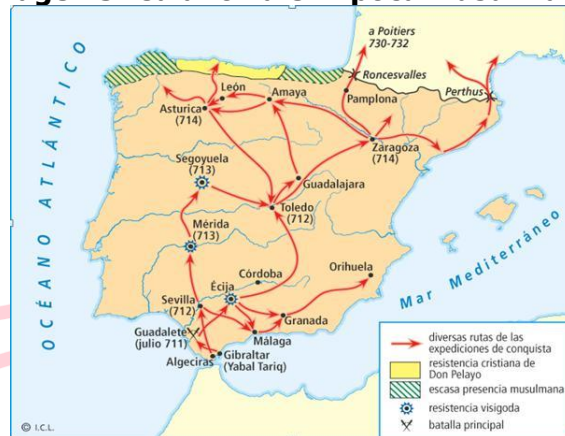 a Poitiers
730-732
Roncesvalles
Perthus
León
Amaya
Pamplona
Asturica
(714)
Zaragoza
(714)
Segoyuela
(713)
Guadalajara
Toledo
(712)
Mérida
(713)
Córdoba
Orihuela
Écija
Sevilla
(712)
Granada
Guadalete
(julio 711)
Málaga
Algeciras
Gibraltar
(Yabal Tariq)
OCÉANO ATLÁNTICO
Mar Mediterráneo
diversas rutas de las
expediciones de conquista
resistencia cristiana de
Don Pelayo
escasa presencia musulmana
resistencia visigoda
batalla principal
© I.C.L.